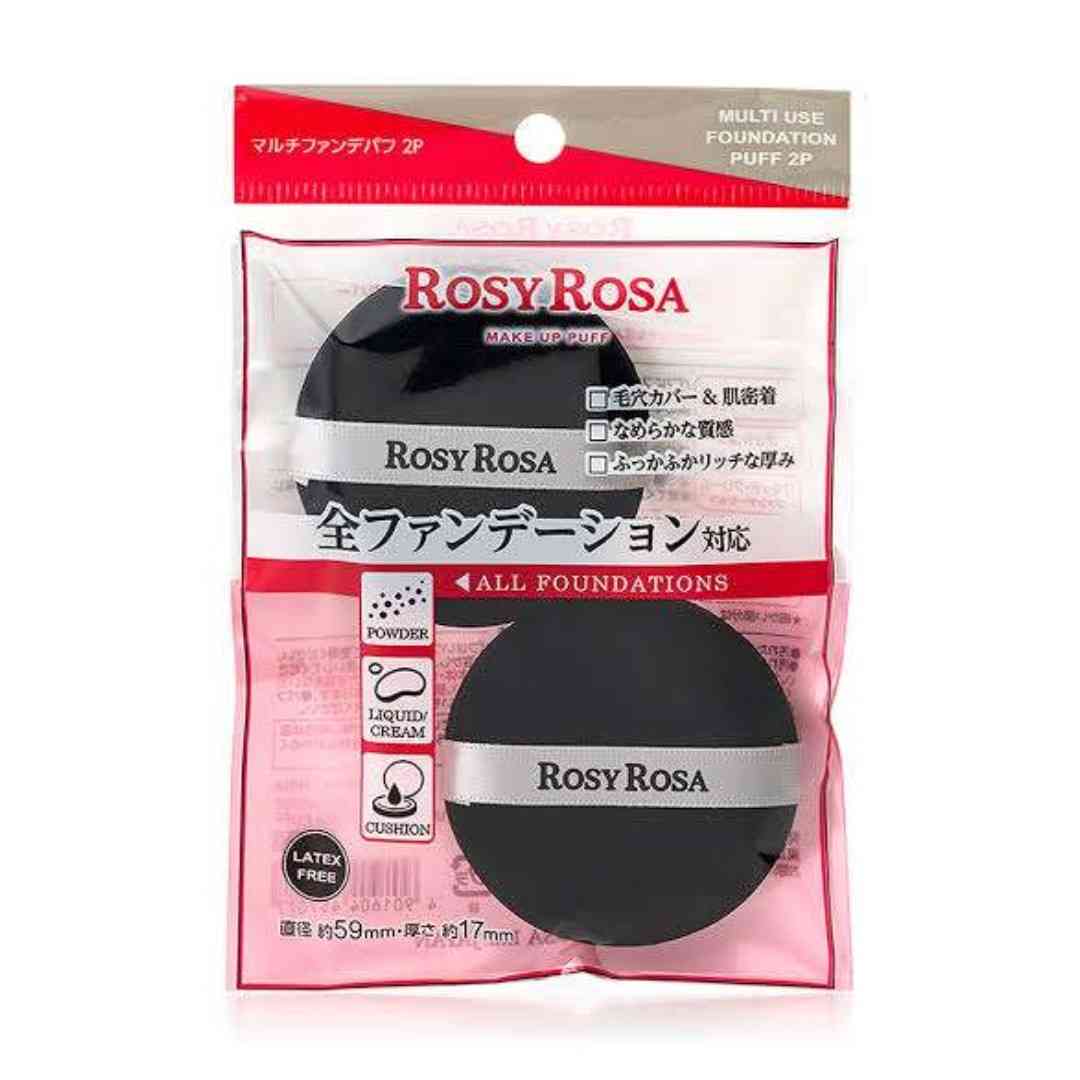 マルチファンデパフ 2P
MULTI USE
FOUNDATION
PUFF 2P
ROSY ROSA
MAKE UP PUFF
□毛穴カバー & 肌密着
□なめらかな質感
□ふっかふかリッチな厚み
ROSY ROSA
全ファンデーション対応
◀ALL FOUNDATIONS
POWDER
LIQUID/
CREAM
CUSHION
ROSY ROSA
LATEX
FREE
直径 約59mm・厚さ 約17mm